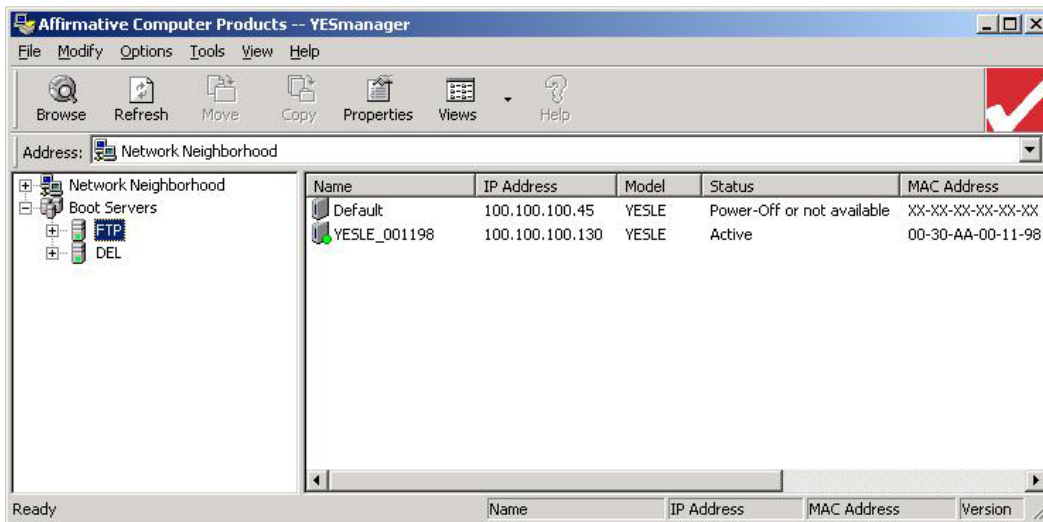 Affirmative Computer Products -- YESmanager
File Modify Options Tools View Help
Browse Refresh Move Copy Properties Views Help
Address: Network Neighborhood
Network Neighborhood
Boot Servers
FTP
DEL
Name IP Address Model Status MAC Address
Default 100.100.100.45 YESLE Power-Off or not available XX-XX-XX-XX-XX-XX
YESLE_001198 100.100.100.130 YESLE Active 00-30-AA-00-11-98
Ready Name IP Address MAC Address Version